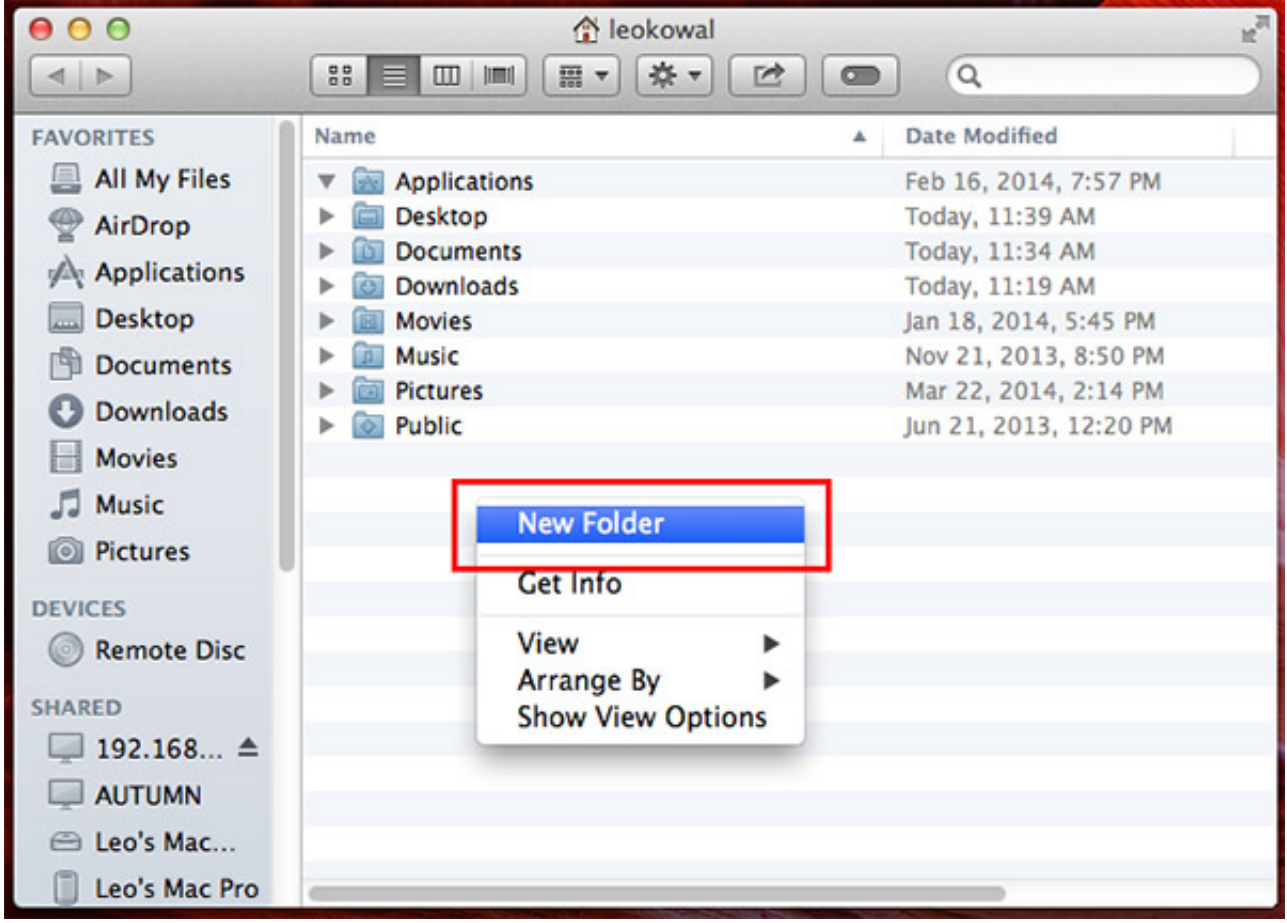 leokowal
FAVORITES
All My Files
AirDrop
Applications
Desktop
Documents
Downloads
Movies
Music
Pictures
DEVICES
Remote Disc
SHARED
192.168...
AUTUMN
Leo's Mac...
Leo's Mac Pro
Name Date Modified
Applications Feb 16, 2014, 7:57 PM
Desktop Today, 11:39 AM
Documents Today, 11:34 AM
Downloads Today, 11:19 AM
Movies Jan 18, 2014, 5:45 PM
Music Nov 21, 2013, 8:50 PM
Pictures Mar 22, 2014, 2:14 PM
Public Jun 21, 2013, 12:20 PM
New Folder
Get Info
View
Arrange By
Show View Options